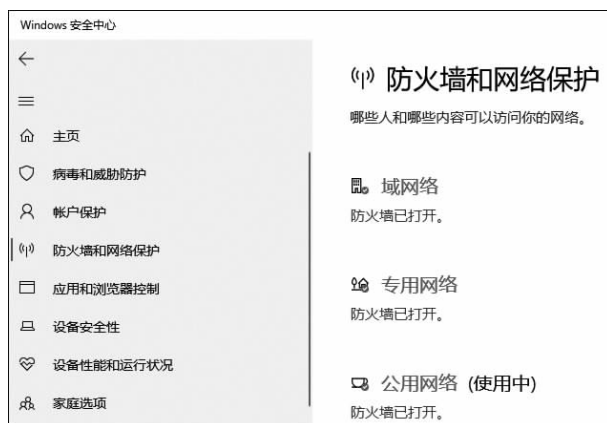 Windows 安全中心
主页
病毒和威胁防护
帐户保护
防火墙和网络保护
应用和浏览器控制
设备安全性
设备性能和运行状况
家庭选项
防火墙和网络保护
哪些人和哪些内容可以访问你的网络。
域网络
防火墙已打开。
专用网络
防火墙已打开。
公用网络 (使用中)
防火墙已打开。